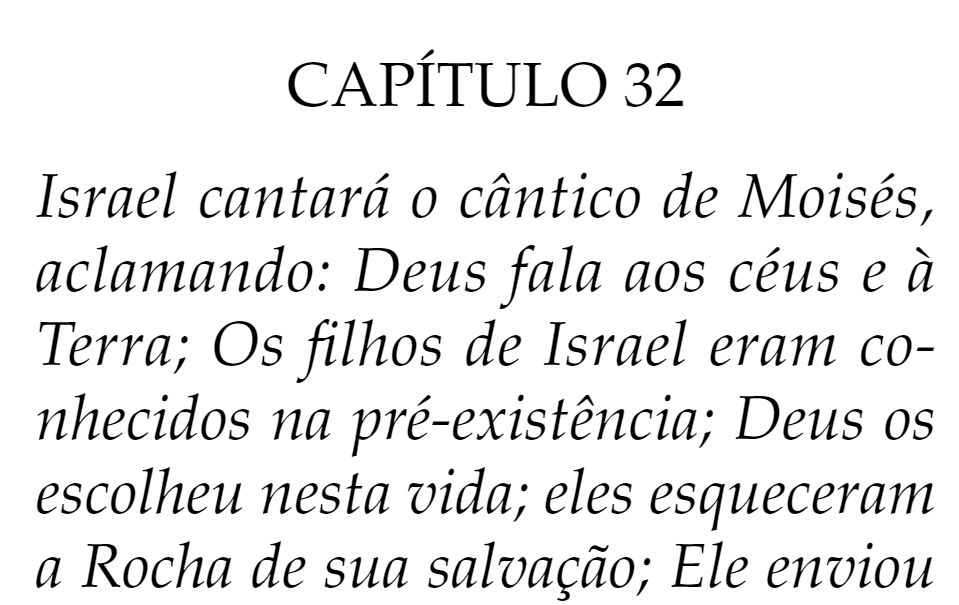 CAPÍTULO 32
Israel cantará o cântico de Moisés,
aclamando: Deus fala aos céus e à
Terra; Os filhos de Israel eram co-
nhecidos na pré-existência; Deus os
escolheu nesta vida; eles esqueceram
a Rocha de sua salvação; Ele enviou